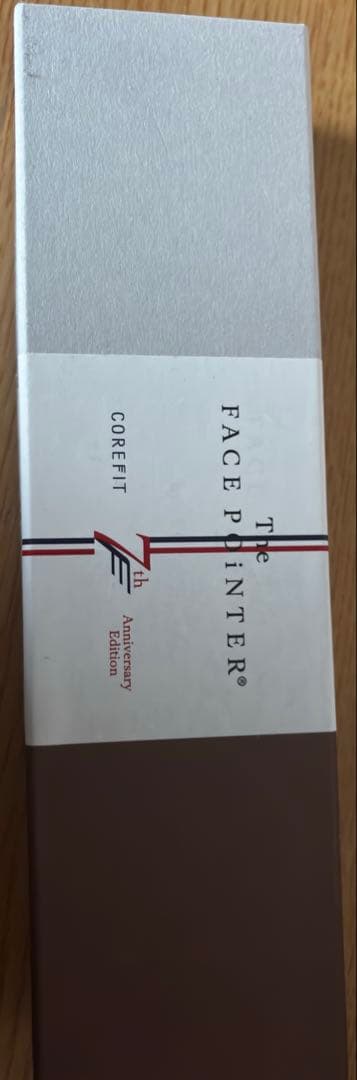 The
FACE POiNTER®
COREFIT
7th
Anniversary
Edition